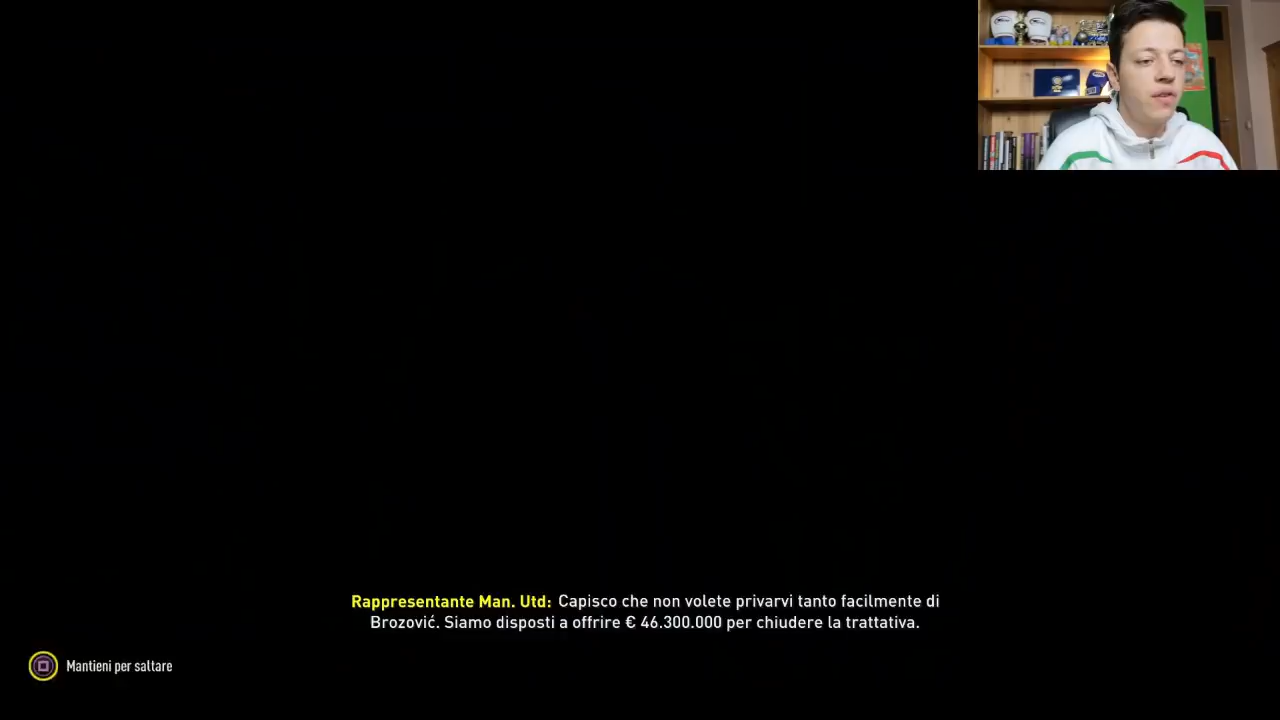 Rappresentante Man. Utd: Capisco che non volete privarvi tanto facilmente di
Brozović. Siamo disposti a offrire € 46.300.000 per chiudere la trattativa.
Mantieni per saltare